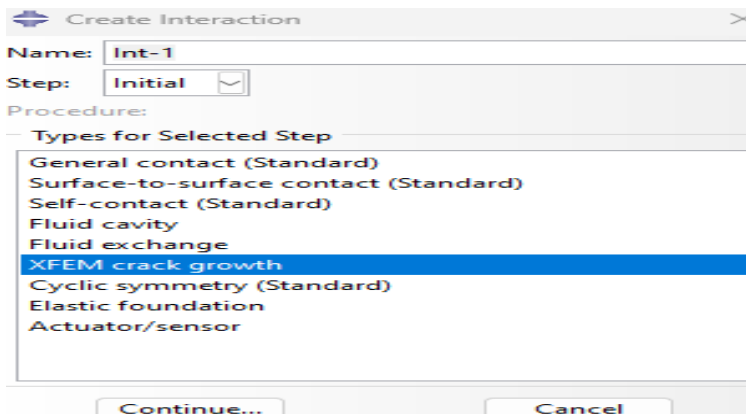 Create Interaction
Name: Int-1
Step: Initial
Procedure:
Types for Selected Step
General contact (Standard)
Surface-to-surface contact (Standard)
Self-contact (Standard)
Fluid cavity
Fluid exchange
XFEM crack growth
Cyclic symmetry (Standard)
Elastic foundation
Actuator/sensor
Continue... Cancel